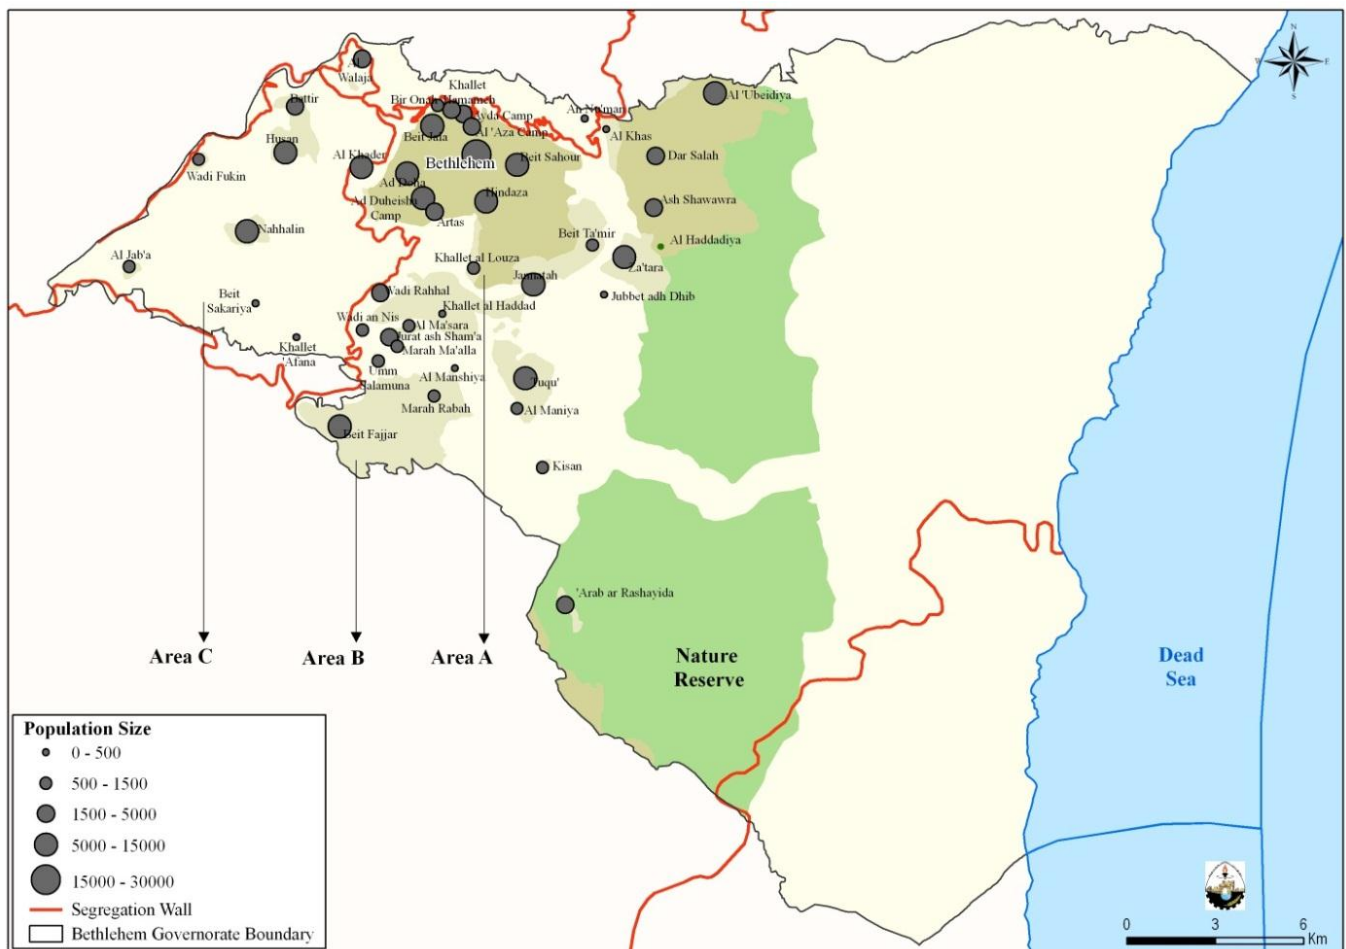 Al
Walaja
Battir
Khallet
Bir Onah Hamameh
Ayda Camp
Al 'Aza Camp
Beit Jala
An Nu'man
Al Khas
Al 'Ubeidiya
Husan
Wadi Fukin
Al Khader
Bethlehem
Beit Sahour
Dar Salah
Ad Doha
Ad Duheisha
Camp
Hindaza
Artas
Ash Shawawra
Nahhalin
Beit Ta'mir
Al Haddadiya
Al Jab'a
Khallet al Louza
Za'tara
Jannatah
Beit
Sakariya
Wadi Rahhal
Khallet al Haddad
Jubbet adh Dhib
Wadi an Nis
Al Ma'sara
Jurat ash Sham'a
Marah Ma'alla
Khallet
'Afana
Umm
Salamuna
Al Manshiya
Tuqu'
Marah Rabah
Al Maniya
Beit Fajjar
Kisan
'Arab ar Rashayida
Area C
Area B
Area A
Nature
Reserve
Dead
Sea
N
W
E
S
Population Size
0 - 500
500 - 1500
1500 - 5000
5000 - 15000
15000 - 30000
Segregation Wall
Bethlehem Governorate Boundary
0 3 6
Km